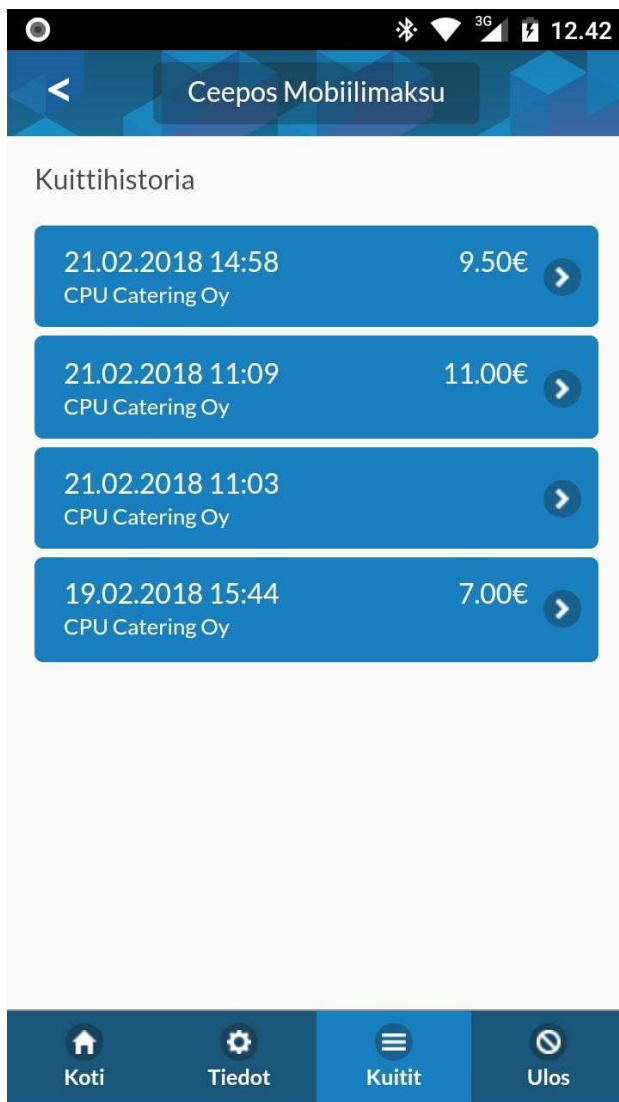 3G 12.42
< Ceepos Mobiilimaksu
Kuittihistoria
21.02.2018 14:58 9.50€
CPU Catering Oy
21.02.2018 11:09 11.00€
CPU Catering Oy
21.02.2018 11:03
CPU Catering Oy
19.02.2018 15:44 7.00€
CPU Catering Oy
Koti Tiedot Kuitit Ulos